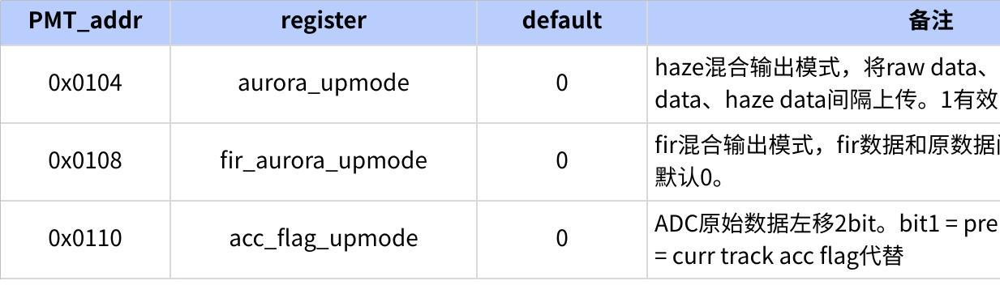 PMT_addr register default 备注
0x0104 aurora_upmode 0 haze混合输出模式，将raw data、
data、haze data间隔上传。1有效
0x0108 fir_aurora_upmode 0 fir混合输出模式，fir数据和原数据
默认0。
0x0110 acc_flag_upmode 0 ADC原始数据左移2bit。bit1 = pre
= curr track acc flag代替